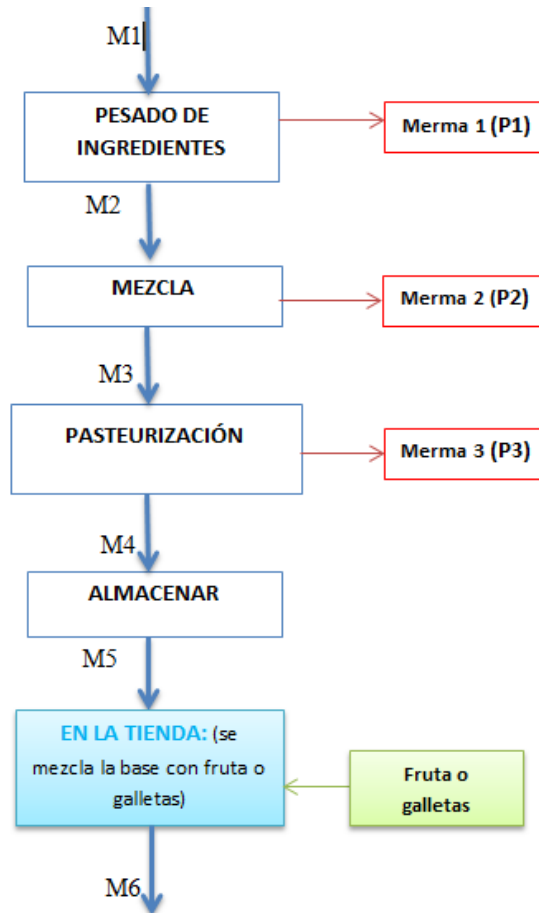 M1
PESADO DE
INGREDIENTES
Merma 1 (P1)
M2
MEZCLA
Merma 2 (P2)
M3
PASTEURIZACIÓN
Merma 3 (P3)
M4
ALMACENAR
M5
EN LA TIENDA: (se
mezcla la base con fruta o
galletas)
Fruta o
galletas
M6